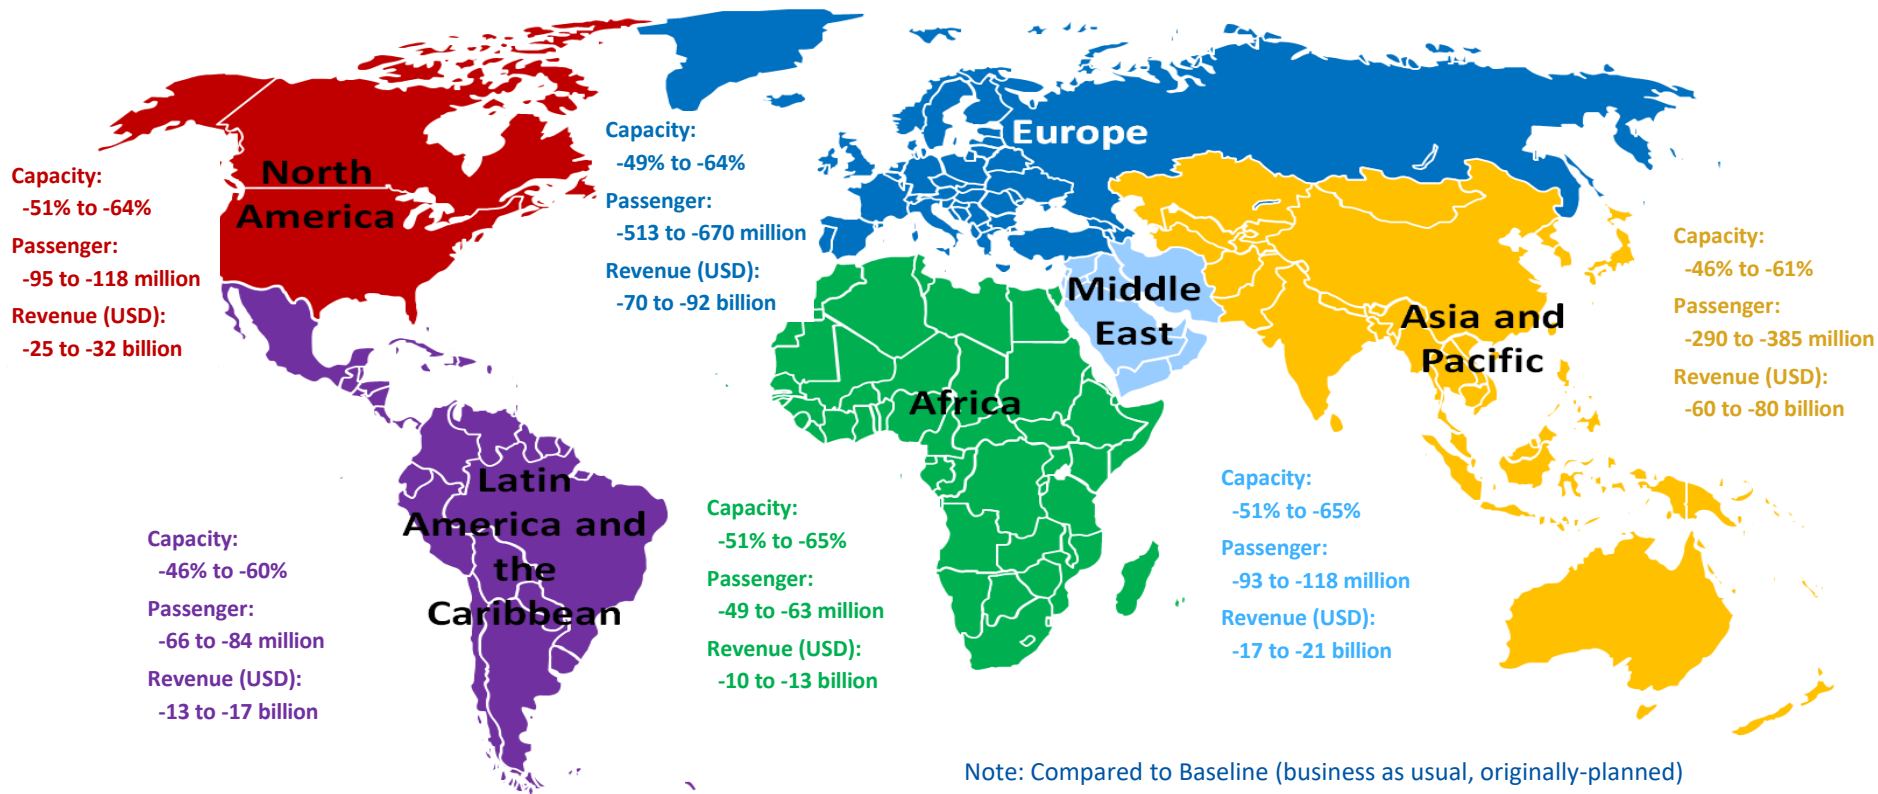 North
America
Capacity:
-51% to -64%
Passenger:
-95 to -118 million
Revenue (USD):
-25 to -32 billion
Capacity:
-49% to -64%
Passenger:
-513 to -670 million
Revenue (USD):
-70 to -92 billion
Europe
Middle
East
Asia and
Pacific
Capacity:
-46% to -61%
Passenger:
-290 to -385 million
Revenue (USD):
-60 to -80 billion
Africa
Latin
America and
the
Caribbean
Capacity:
-46% to -60%
Passenger:
-66 to -84 million
Revenue (USD):
-13 to -17 billion
Capacity:
-51% to -65%
Passenger:
-49 to -63 million
Revenue (USD):
-10 to -13 billion
Capacity:
-51% to -65%
Passenger:
-93 to -118 million
Revenue (USD):
-17 to -21 billion
Note: Compared to Baseline (business as usual, originally-planned)